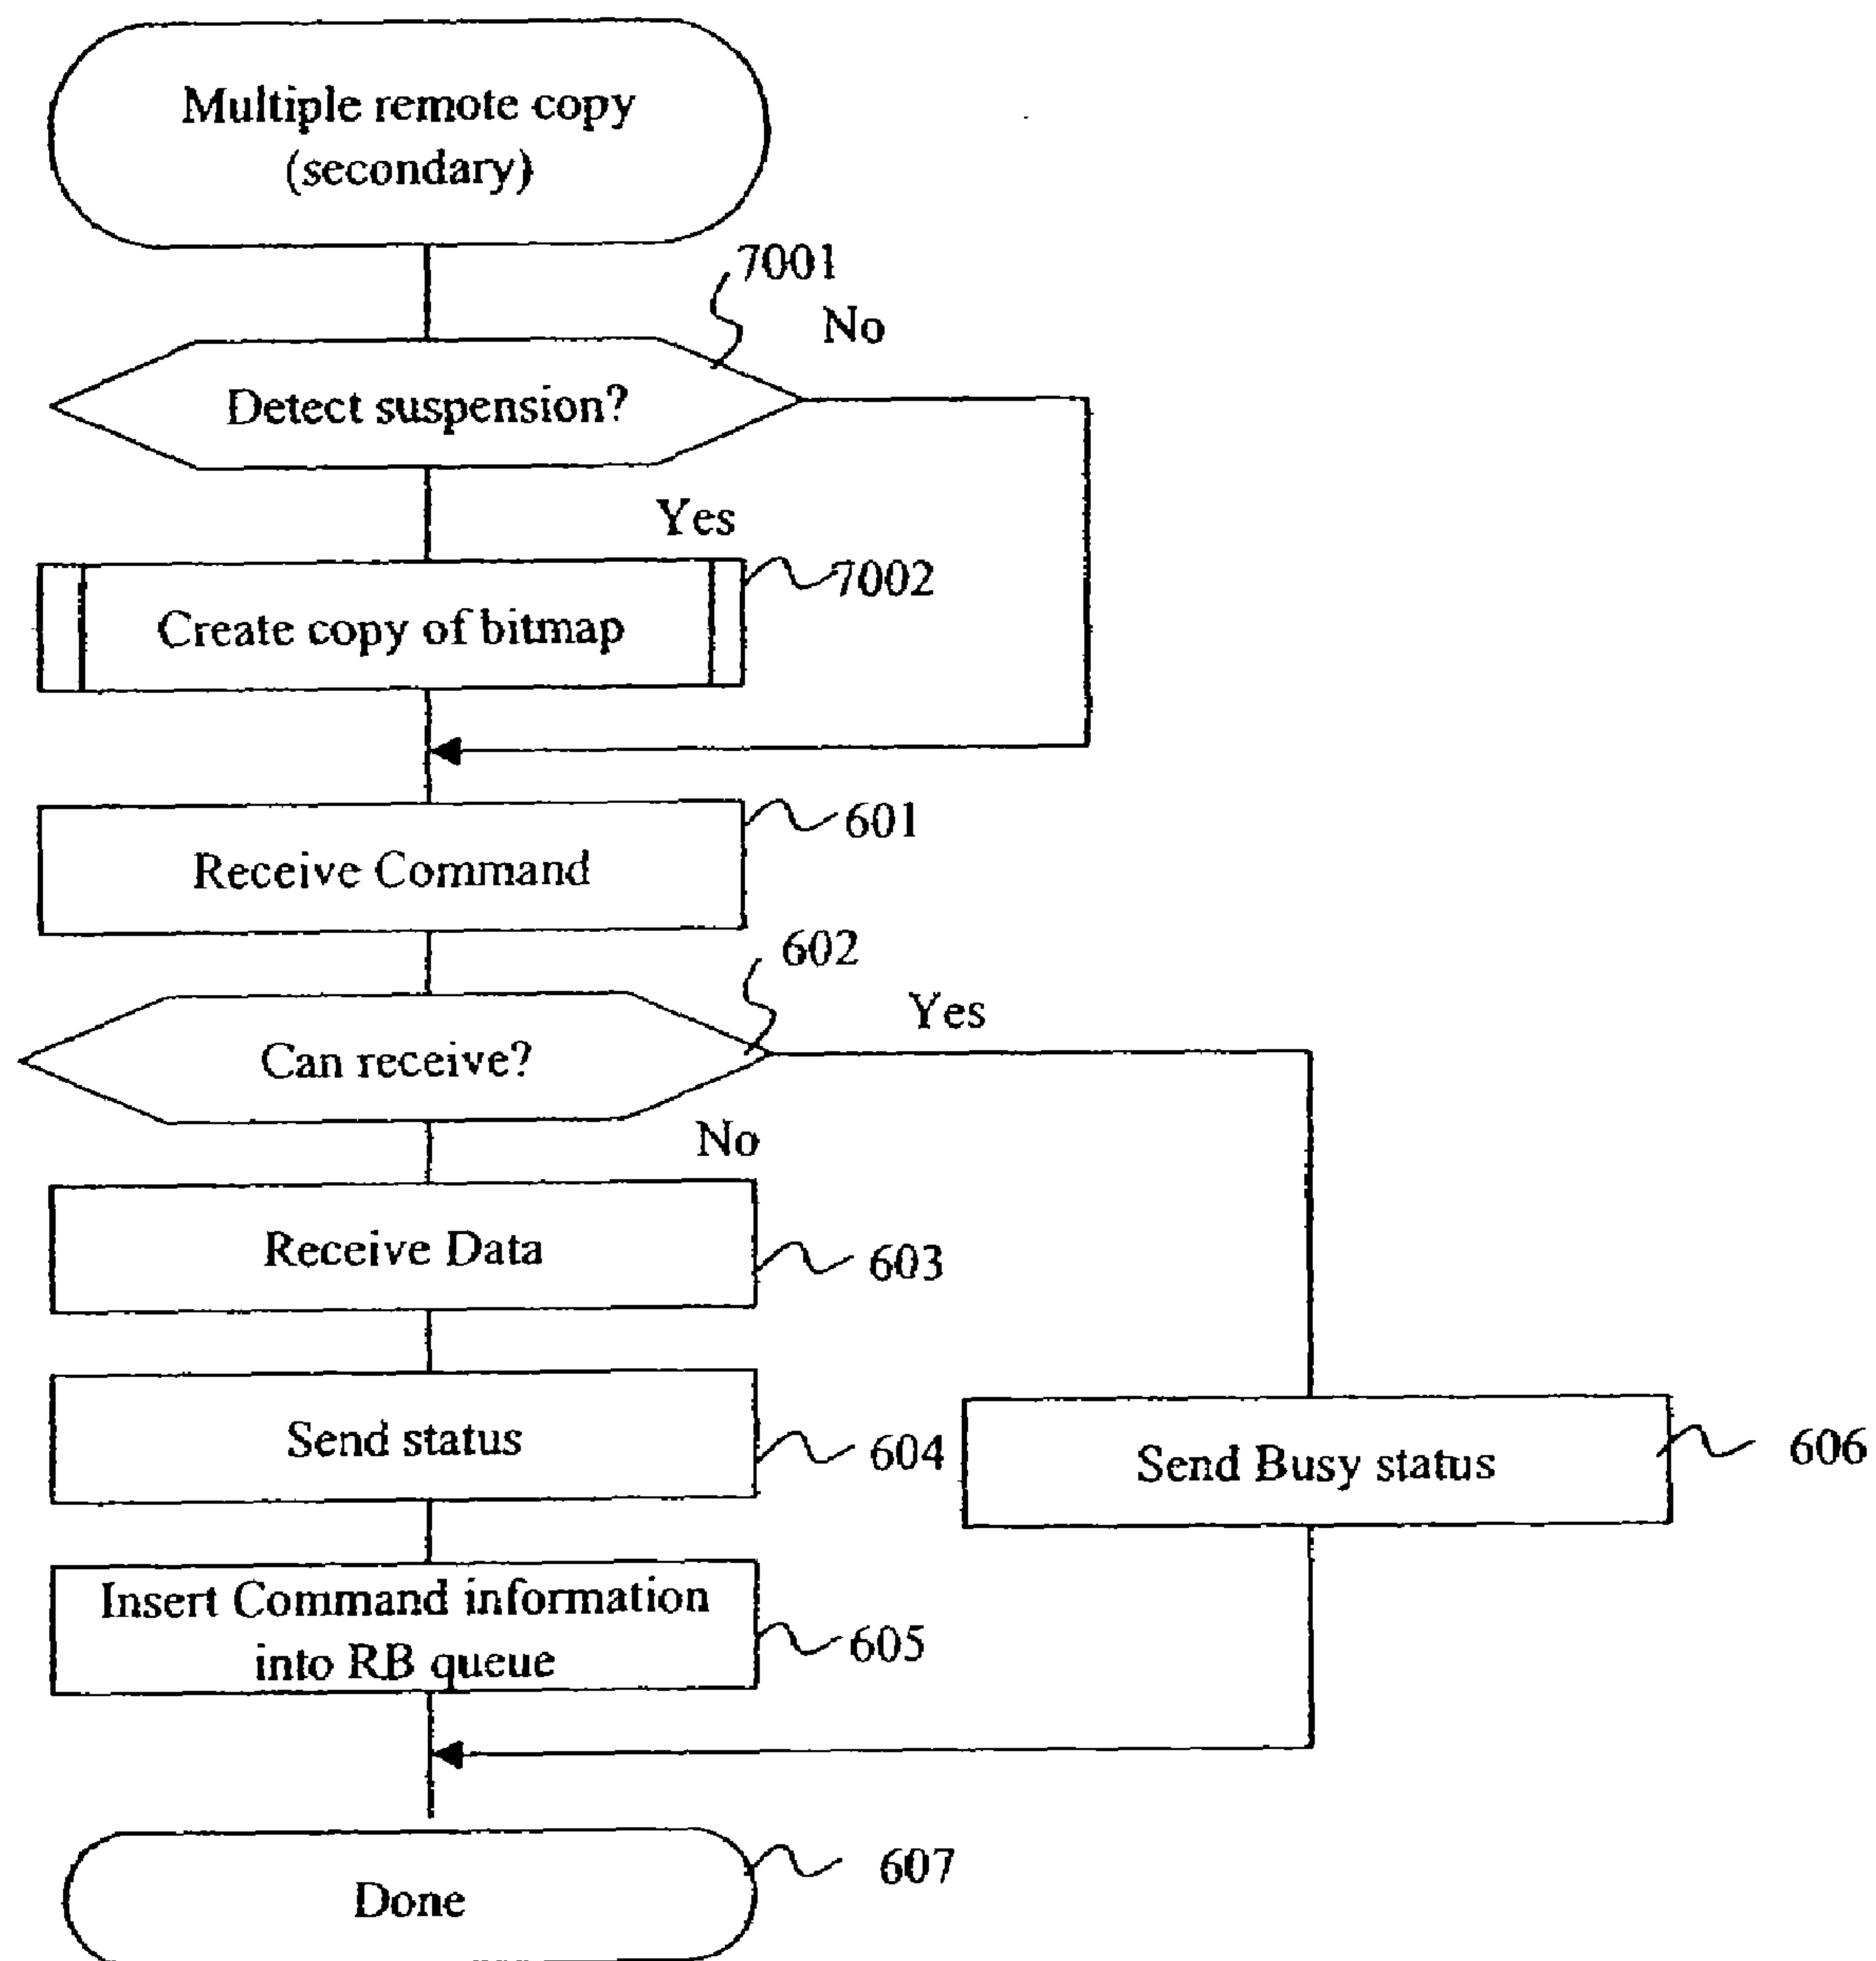 Multiple remote copy
(secondary)
7001
No
Detect suspension?
Yes
7002
Create copy of bitmap
601
Receive Command
602
Yes
Can receive?
No
Receive Data
603
Send status
604
Send Busy status
606
Insert Command information
into RB queue
605
607
Done